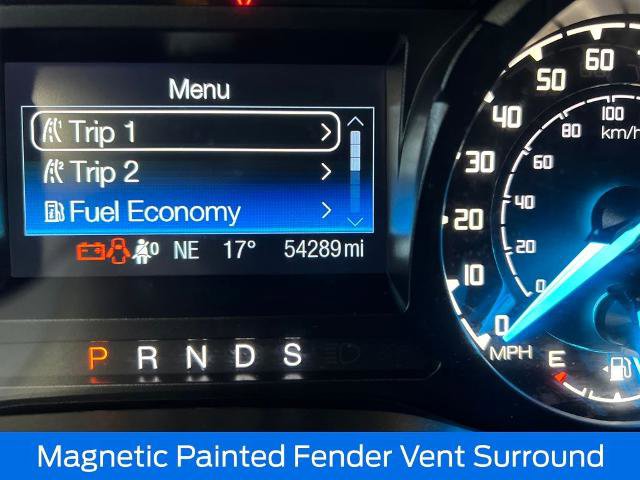 Menu
Trip 1 >
Trip 2 >
Fuel Economy >
NE 17° 54289 mi
P R N D S
60
50
40
30
20
10
0
MPH
100
80
km/h
60
40
20
0
E
Magnetic Painted Fender Vent Surround